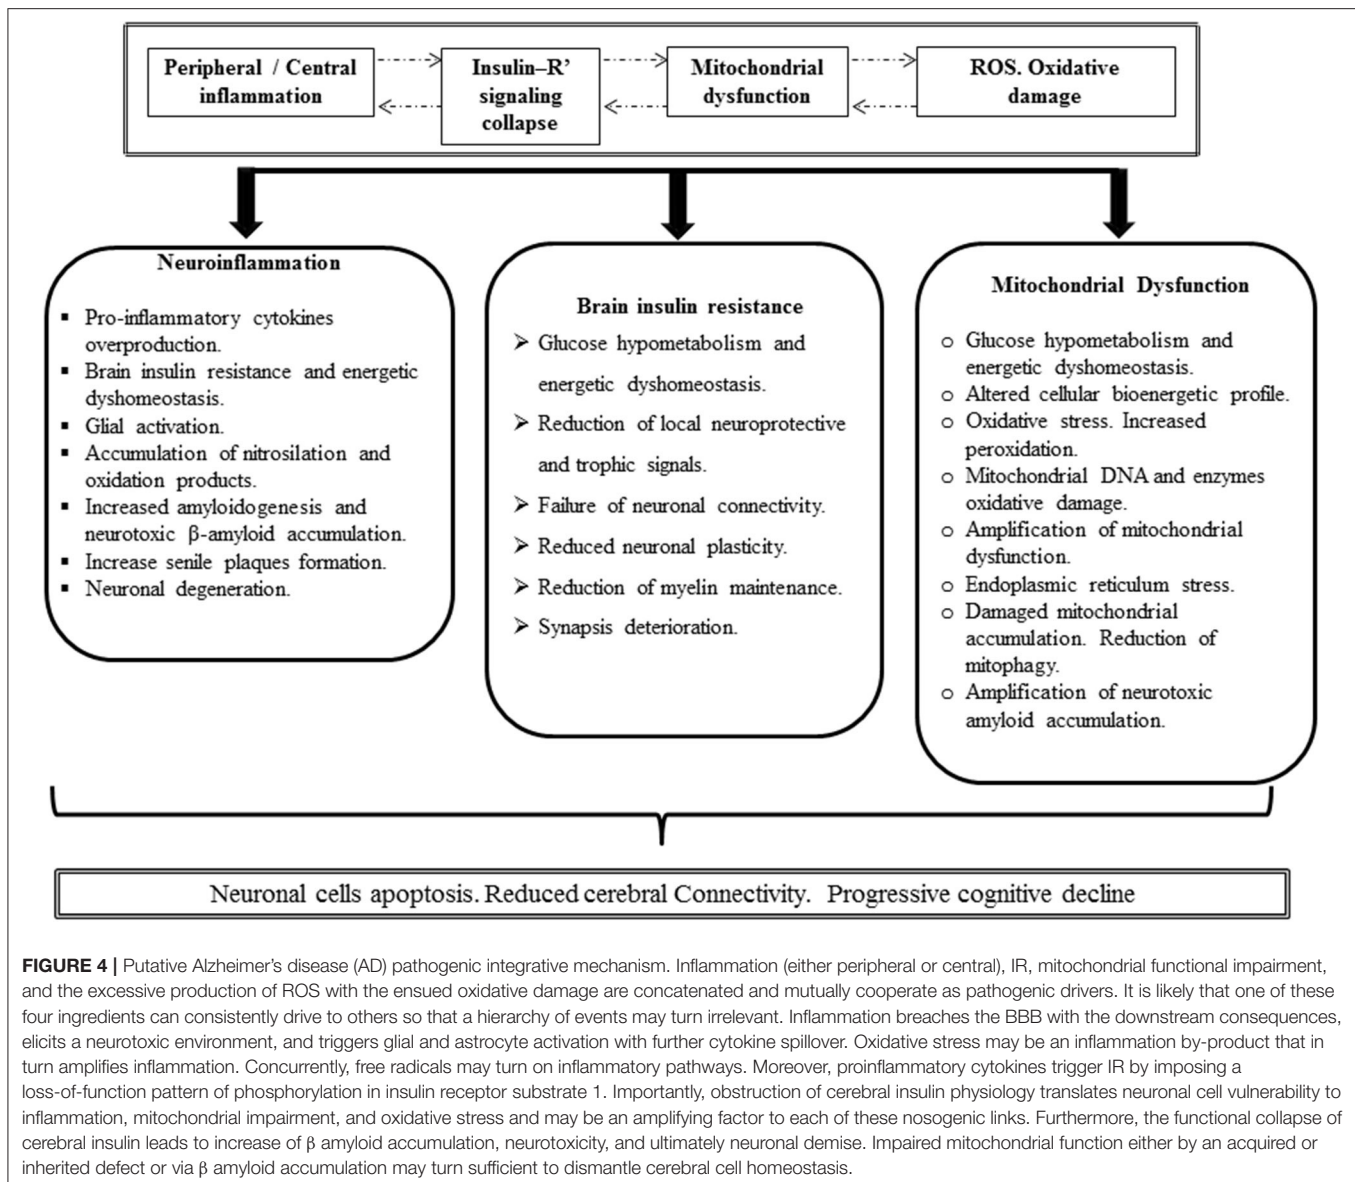 Peripheral / Central
inflammation
Insulin–R’
signaling
collapse
Mitochondrial
dysfunction
ROS. Oxidative
damage
Neuroinflammation
▪ Pro-inflammatory cytokines
overproduction.
▪ Brain insulin resistance and energetic
dyshomeostasis.
▪ Glial activation.
▪ Accumulation of nitrosilation and
oxidation products.
▪ Increased amyloidogenesis and
neurotoxic β-amyloid accumulation.
▪ Increase senile plaques formation.
▪ Neuronal degeneration.
Brain insulin resistance
➢ Glucose hypometabolism and
energetic dyshomeostasis.
➢ Reduction of local neuroprotective
and trophic signals.
➢ Failure of neuronal connectivity.
➢ Reduced neuronal plasticity.
➢ Reduction of myelin maintenance.
➢ Synapsis deterioration.
Mitochondrial Dysfunction
o Glucose hypometabolism and
energetic dyshomeostasis.
o Altered cellular bioenergetic profile.
o Oxidative stress. Increased
peroxidation.
o Mitochondrial DNA and enzymes
oxidative damage.
o Amplification of mitochondrial
dysfunction.
o Endoplasmic reticulum stress.
o Damaged mitochondrial
accumulation. Reduction of
mitophagy.
o Amplification of neurotoxic
amyloid accumulation.
Neuronal cells apoptosis. Reduced cerebral Connectivity. Progressive cognitive decline
FIGURE 4 | Putative Alzheimer’s disease (AD) pathogenic integrative mechanism. Inflammation (either peripheral or central), IR, mitochondrial functional impairment,
and the excessive production of ROS with the ensued oxidative damage are concatenated and mutually cooperate as pathogenic drivers. It is likely that one of these
four ingredients can consistently drive to others so that a hierarchy of events may turn irrelevant. Inflammation breaches the BBB with the downstream consequences,
elicits a neurotoxic environment, and triggers glial and astrocyte activation with further cytokine spillover. Oxidative stress may be an inflammation by-product that in
turn amplifies inflammation. Concurrently, free radicals may turn on inflammatory pathways. Moreover, proinflammatory cytokines trigger IR by imposing a
loss-of-function pattern of phosphorylation in insulin receptor substrate 1. Importantly, obstruction of cerebral insulin physiology translates neuronal cell vulnerability to
inflammation, mitochondrial impairment, and oxidative stress and may be an amplifying factor to each of these nosogenic links. Furthermore, the functional collapse of
cerebral insulin leads to increase of β amyloid accumulation, neurotoxicity, and ultimately neuronal demise. Impaired mitochondrial function either by an acquired or
inherited defect or via β amyloid accumulation may turn sufficient to dismantle cerebral cell homeostasis.